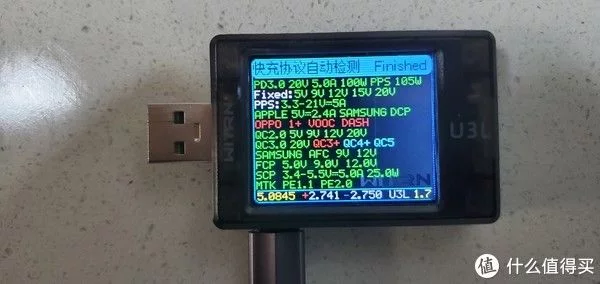 快充协议自动检测 Finished
PD3.0 20V 5.0A 100W PPS 105W
Fixed:5V 9V 12V 15V 20V
PPS:3.3-21V=5A
APPLE 5V=2.4A SAMSUNG DCP
OPPO 1+ VOOC DASH
QC2.0 5V 9V 12V 20V
QC3.0 20V QC3+ QC4+ QC5
SAMSUNG AFC 9V 12V
FCP 5.0V 9.0V 12.0V
SCP 3.4-5.5V=5.0A 25.0W
MTK PE1.1 PE2.0
5.0845 +2.741 -2.750 U3L 1.7
WITRN
U3L
WITRN
值 什么值得买